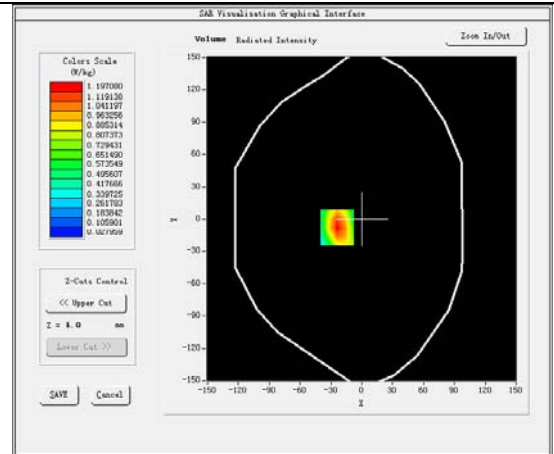 SAR Visualisation Graphical Interface
Volume Radiated Intensity
Zoom In/Out
Colors Scale
(W/kg)
1.197080
1.119138
1.041197
0.963256
0.885314
0.807373
0.729431
0.651490
0.573549
0.495607
0.417666
0.339725
0.261783
0.183842
0.105901
0.027959
150
120
90
60
30
0
-30
-60
-90
-120
-150
Y
-150 -120 -90 -60 -30 0 30 60 90 120 150
X
Z-Cuts Control
<< Upper Cut
Z = 4.0 mm
Lower Cut >>
SAVE Cancel